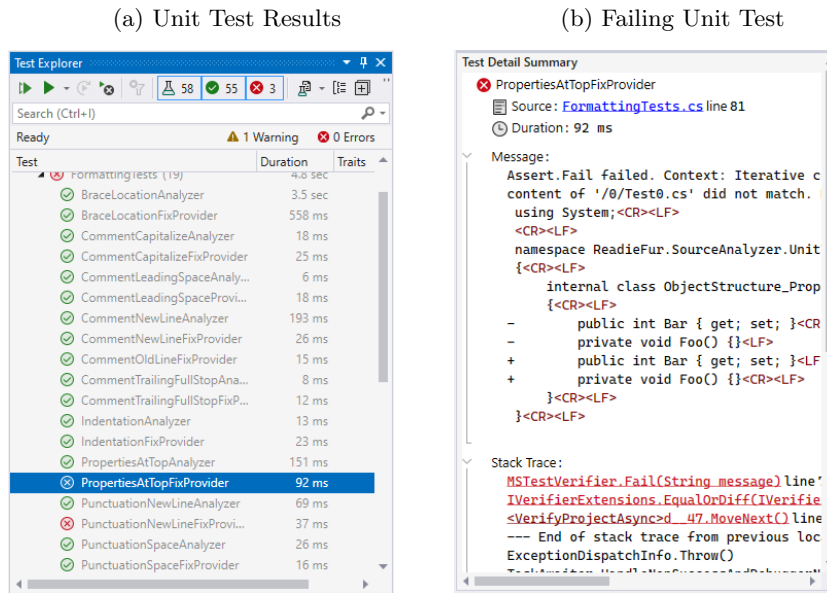 (a) Unit Test Results
Test Explorer
58 55 3
Search (Ctrl+I)
Ready 1 Warning 0 Errors
Test Duration Traits
FormattingTests (19) 4.8 sec
BraceLocationAnalyzer 3.5 sec
BraceLocationFixProvider 558 ms
CommentCapitalizeAnalyzer 18 ms
CommentCapitalizeFixProvider 25 ms
CommentLeadingSpaceAnaly... 6 ms
CommentLeadingSpaceProvi... 18 ms
CommentNewLineAnalyzer 193 ms
CommentNewLineFixProvider 26 ms
CommentOldLineFixProvider 15 ms
CommentTrailingFullStopAna... 8 ms
CommentTrailingFullStopFixP... 12 ms
IndentationAnalyzer 13 ms
IndentationFixProvider 23 ms
PropertiesAtTopAnalyzer 151 ms
PropertiesAtTopFixProvider 92 ms
PunctuationNewLineAnalyzer 69 ms
PunctuationNewLineFixProvi... 37 ms
PunctuationSpaceAnalyzer 26 ms
PunctuationSpaceFixProvider 16 ms
(b) Failing Unit Test
Test Detail Summary
PropertiesAtTopFixProvider
Source: FormattingTests.cs line 81
Duration: 92 ms
Message:
Assert.Fail failed. Context: Iterative c
content of '/0/Test0.cs' did not match.
using System;<CR><LF>
<CR><LF>
namespace ReadieFur.SourceAnalyzer.Unit
{<CR><LF>
internal class ObjectStructure_Prop
{<CR><LF>
- public int Bar { get; set; }<CR
- private void Foo() {}<LF>
+ public int Bar { get; set; }<LF
+ private void Foo() {}<CR><LF>
}<CR><LF>
}<CR><LF>
Stack Trace:
MSTestVerifier.Fail(String message) line
IVerifierExtensions.EqualOrDiff(IVerifie
<VerifyProjectAsync>d__47.MoveNext() line
--- End of stack trace from previous loc
ExceptionDispatchInfo.Throw()